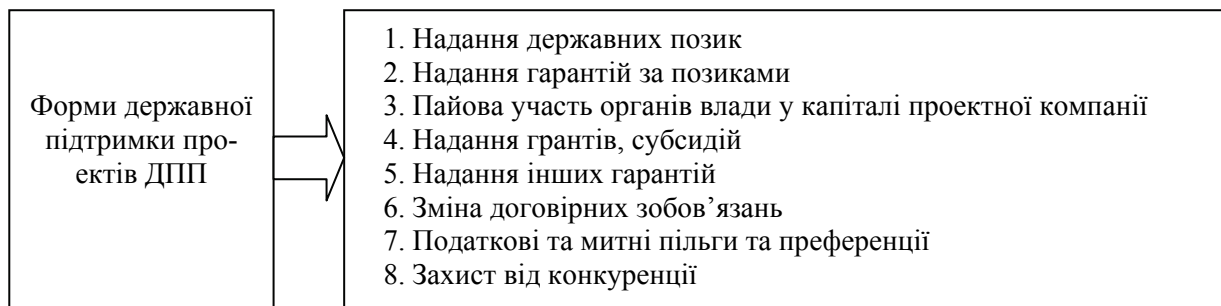 Форми державної
підтримки про-
ектів ДПП
1. Надання державних позик
2. Надання гарантій за позиками
3. Пайова участь органів влади у капіталі проектної компанії
4. Надання грантів, субсидій
5. Надання інших гарантій
6. Зміна договірних зобов’язань
7. Податкові та митні пільги та преференції
8. Захист від конкуренції